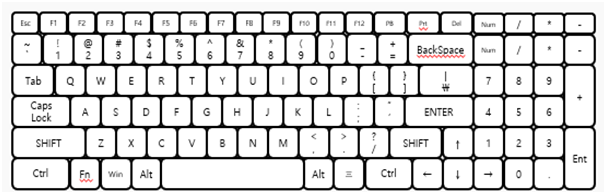 Esc F1 F2 F3 F4 F5 F6 F7 F8 F9 F10 F11 F12 PB Prt Del Num / * -
~ ! @ # $ % ^ & * ( ) _ +
` 1 2 3 4 5 6 7 8 9 0 - = BackSpace Num / * -
Tab Q W E R T Y U I O P { } | 7 8 9 +
[ ] ₩
Caps A S D F G H J K L : " ENTER 4 5 6
Lock ; '
SHIFT Z X C V B N M < > ? SHIFT ↑ 1 2 3 Ent
, . /
Ctrl Fn Win Alt Alt Ctrl ← ↓ → 0 .